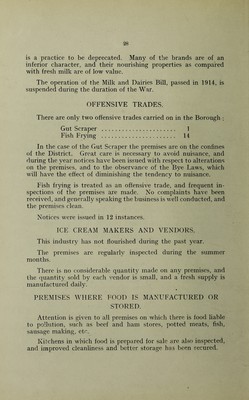 28
is a practice to be deprecated. Many of the brands are of an
inferior character, and their nourishing properties as compared
with fresh milk are of low value.
The operation of the Milk and Dairies Bill, passed in 1914, is
suspended during the duration of the War.
OFFENSIVE TRADES.
There are only two offensive trades carried on in the Borough:
Gut Scraper ...................... 1
Fish Frying ...................... 14
In the case of the Gut Scraper the premises are on the confines
of the District. Great care is necessary to avoid nuisance, and
during the year notices have been issued with respect to alterations
on the premises, and to the observance of the Bye Laws, which
will have the effect of diminishing the tendency to nuisance.
Fish frying is treated as an offensive trade, and frequent in-
spections of the premises are made. No complaints have been
received, and generally speaking the business is well conducted, and
the premises clean.
Notices were issued in 12 instances.
ICE CREAM MAKERS AND VENDORS.
This industry has not flourished during the past year.
The premises are regularly inspected during the summer
months.
There is no considerable quantity made on any premises, and
the quantity sold by each vendor is small, and a fresh supply is
manufactured daily.
PREMISES WHERE FOOD IS MANUFACTURED OR
STORED.
Attention is given to all premises on which there is food liable
to pollution, such as beef and ham stores, potted meats, fish,
sausage making, etc.
Kitchens in which food is prepared for sale are also inspected,
and improved cleanliness and better storage has been secured.